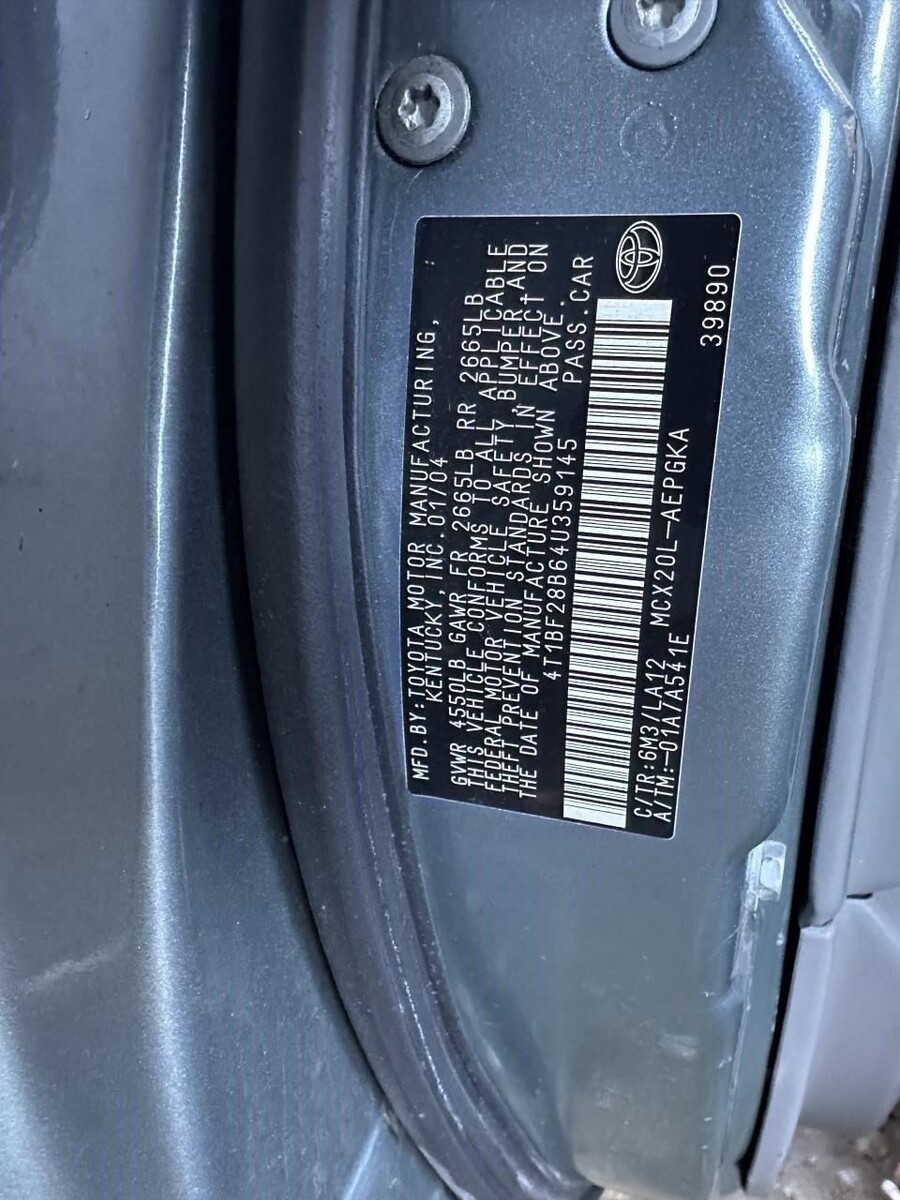 MFD.BY:TOYOTA MOTOR MANUFACTURING,
KENTUCKY,INC.01/04
GVWR 4550LB GAWR FR 2665LB RR 2665LB
THIS VEHICLE CONFORMS TO ALL APPLICABLE
FEDERAL MOTOR VEHICLE SAFETY,BUMPER,AND
THEFT PREVENTION STANDARDS IN EFFECT ON
THE DATE OF MANUFACTURE SHOWN ABOVE.
4T1BF28B64U359145 PASS.CAR
C/TR:6M3/LA12 MCX20L-AEPGKA
A/TM:-01A/A541E
39890